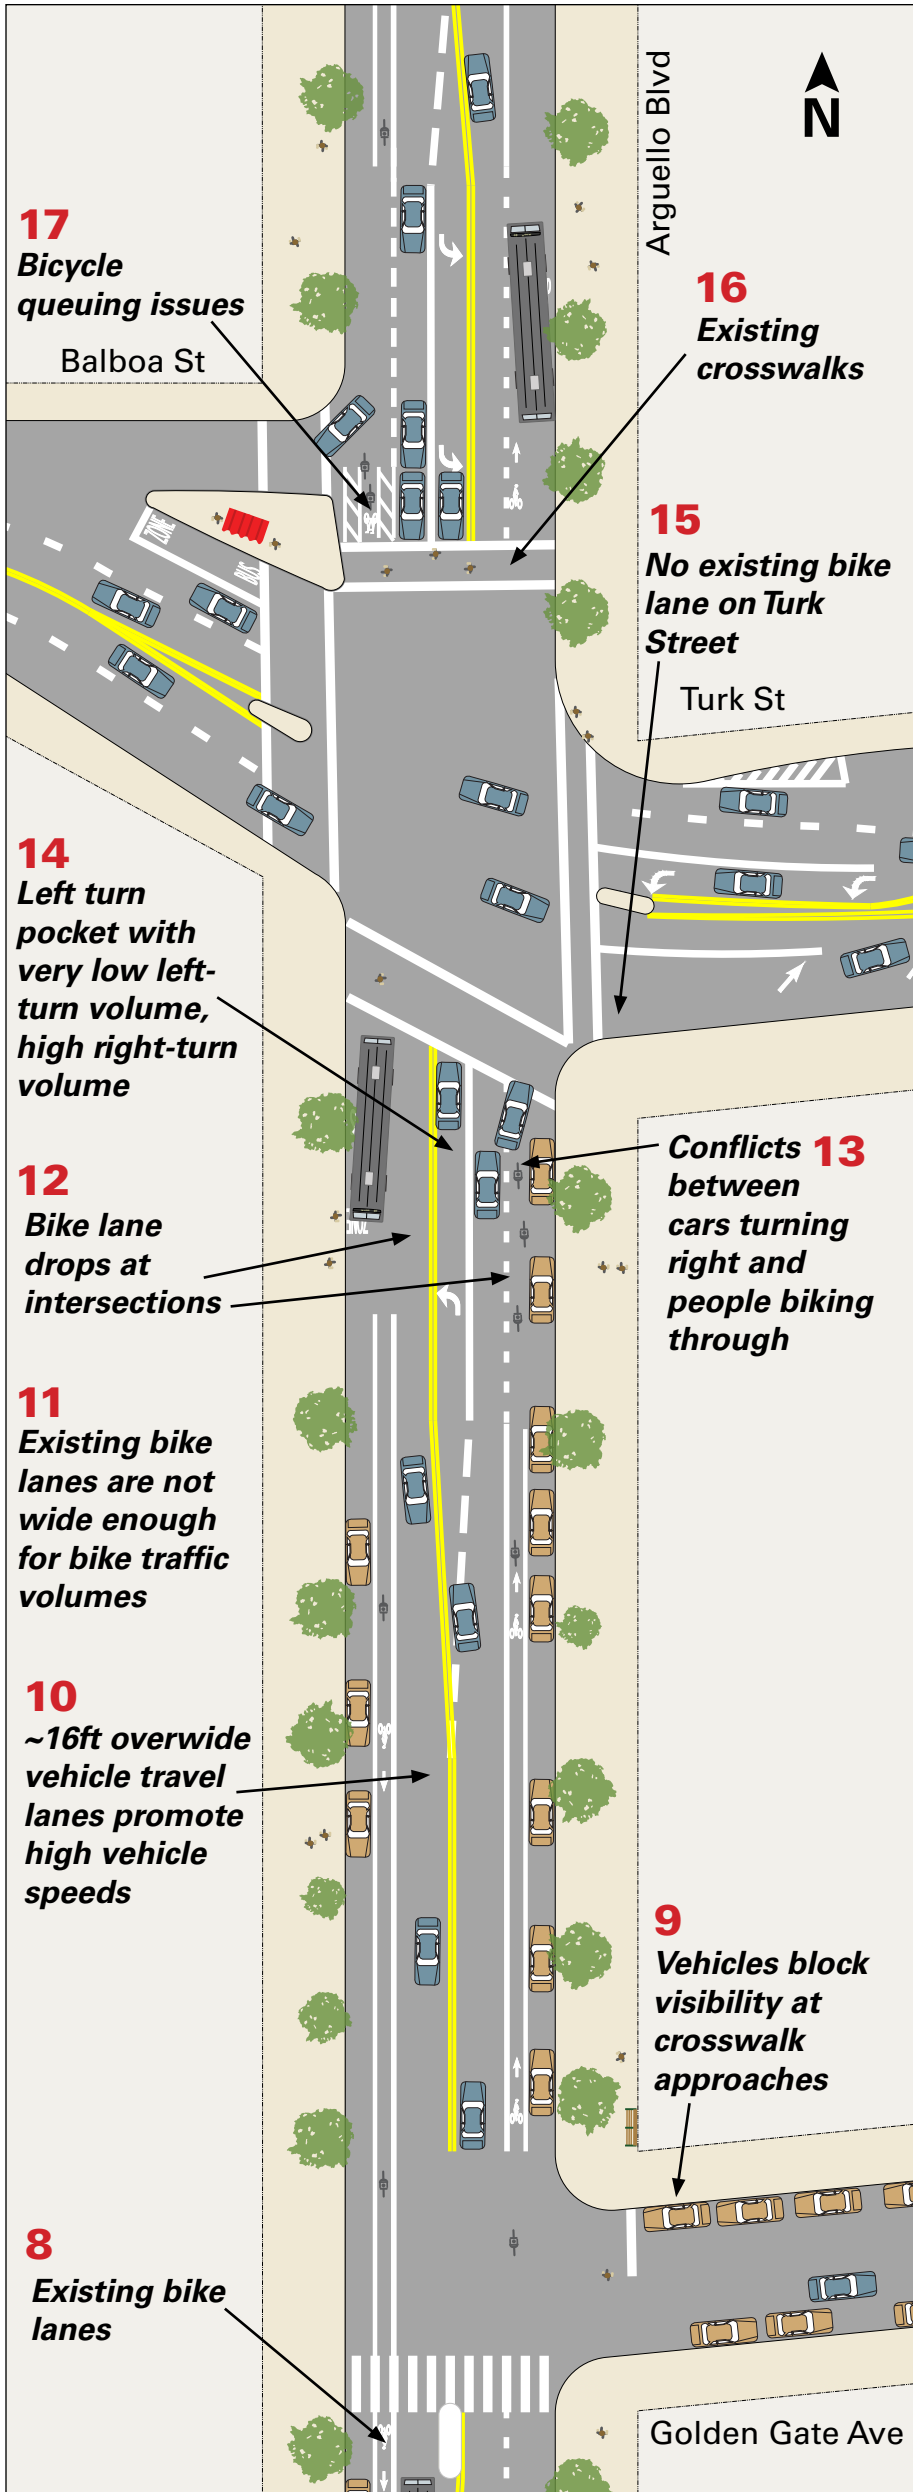 Arguello Blvd
N
17
Bicycle
queuing issues
Balboa St
16
Existing
crosswalks
15
No existing bike
lane on Turk
Street
Turk St
ZONE
BUS
14
Left turn
pocket with
very low left-
turn volume,
high right-turn
volume
13
Conflicts
between
cars turning
right and
people biking
through
12
Bike lane
drops at
intersections
11
Existing bike
lanes are not
wide enough
for bike traffic
volumes
10
~16ft overwide
vehicle travel
lanes promote
high vehicle
speeds
9
Vehicles block
visibility at
crosswalk
approaches
8
Existing bike
lanes
Golden Gate Ave